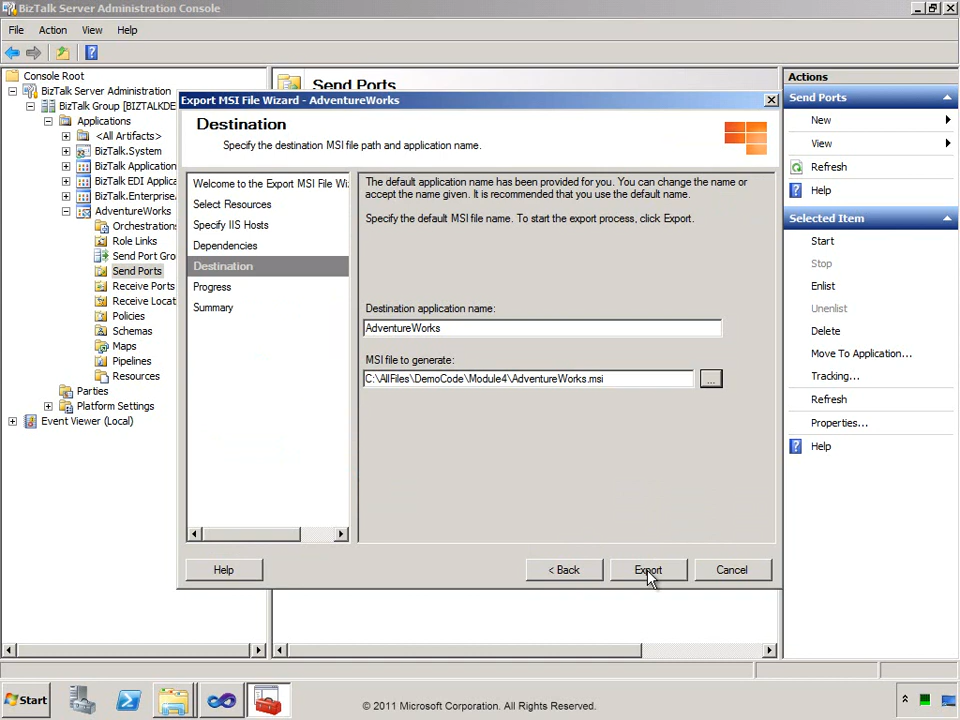 BizTalk Server Administration Console
File Action View Help
Console Root
BizTalk Server Administration
BizTalk Group [BIZTALKDE
Applications
<All Artifacts>
BizTalk.System
BizTalk Application
BizTalk EDI Applica
BizTalk.Enterprise.
AdventureWorks
Orchestrations
Role Links
Send Port Gro
Send Ports
Receive Ports
Receive Locat
Policies
Schemas
Maps
Pipelines
Resources
Parties
Platform Settings
Event Viewer (Local)
Send Ports
Export MSI File Wizard - AdventureWorks
Destination
Specify the destination MSI file path and application name.
Welcome to the Export MSI File Wi:
Select Resources
Specify IIS Hosts
Dependencies
Destination
Progress
Summary
The default application name has been provided for you. You can change the name or
accept the name given. It is recommended that you use the default name.
Specify the default MSI file name. To start the export process, click Export.
Destination application name:
AdventureWorks
MSI file to generate:
C:\AllFiles\DemoCode\Module4\AdventureWorks.msi
...
Help
< Back
Export
Cancel
Actions
Send Ports
New
View
Refresh
Help
Selected Item
Start
Stop
Enlist
Unenlist
Delete
Move To Application...
Tracking...
Refresh
Properties...
Help
Start
© 2011 Microsoft Corporation. All Rights Reserved.